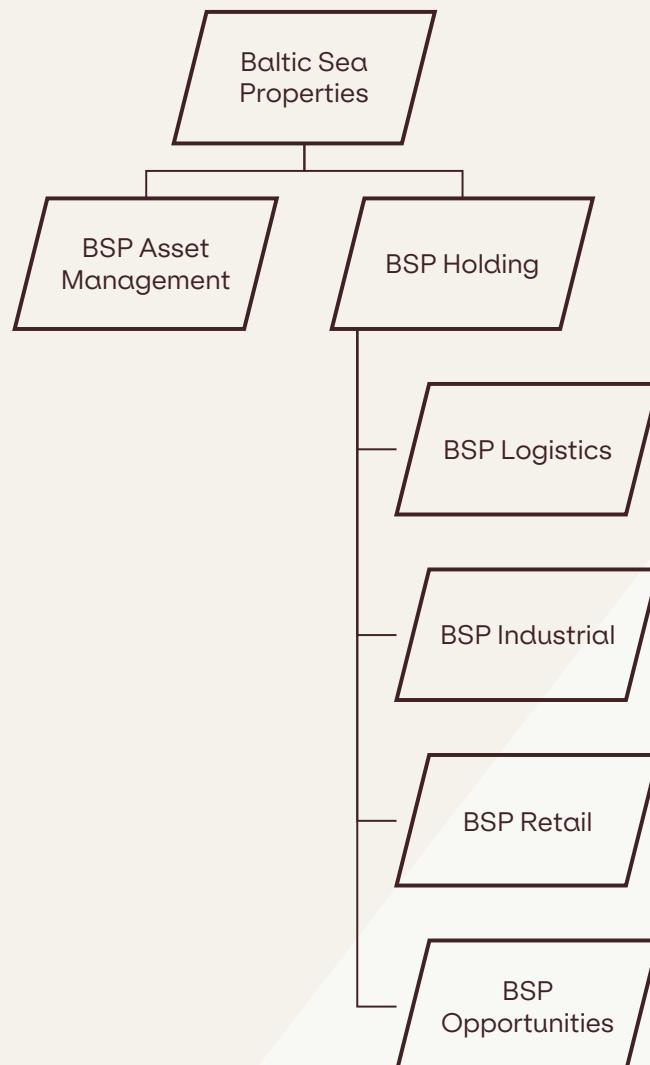 Baltic Sea
Properties
BSP Asset
Management
BSP Holding
BSP Logistics
BSP Industrial
BSP Retail
BSP
Opportunities